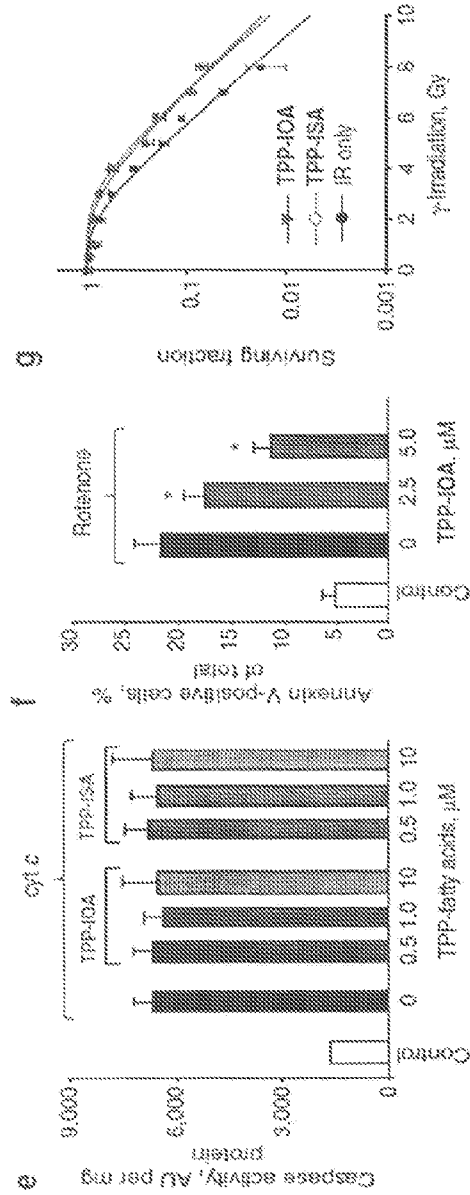 e
Caspase activity, AU per mg
protein
9,000
6,000
3,000
0
cyt c
TPP-IOA
TPP-ISA
Control
0
0.5
1.0
10
0.5
1.0
10
TPP-fatty acids, μM
f
Annexin V-positive cells, %
of total
30
25
20
15
10
5
0
Rotenone
*
*
Control
0
2.5
5.0
TPP-IOA, μM
g
Surviving fraction
1
0.1
0.01
0.001
TPP-IOA
TPP-ISA
IR only
0
2
4
6
8
10
γ-Irradiation, Gy